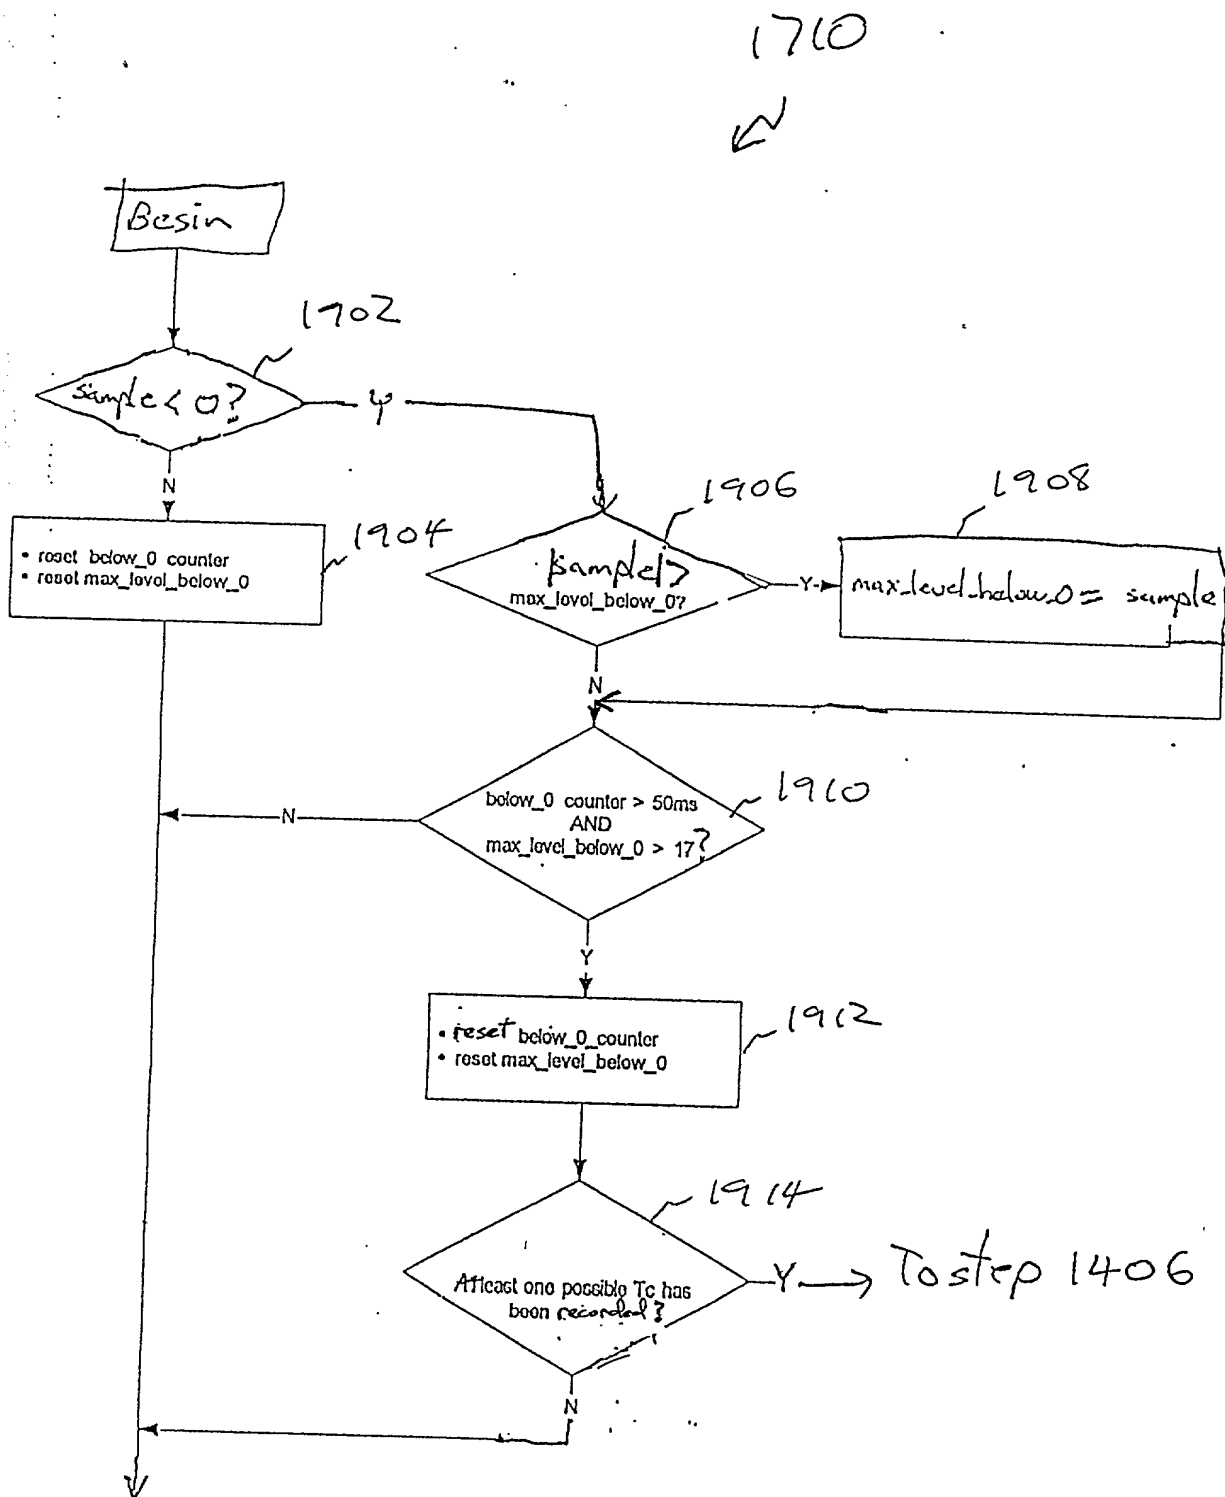 1710
Begin
1902
sample < 0?
Y
N
1904
• reset below_0 counter
• reset max_level_below_0
1906
|sample|>
max_level_below_0?
Y
1908
max_level_below_0 = sample
N
1910
below_0 counter > 50ms
AND
max_level_below_0 > 17?
N
Y
1912
• reset below_0_counter
• reset max_level_below_0
1914
Atleast one possible Tc has
been recorded?
Y
To step 1406
N